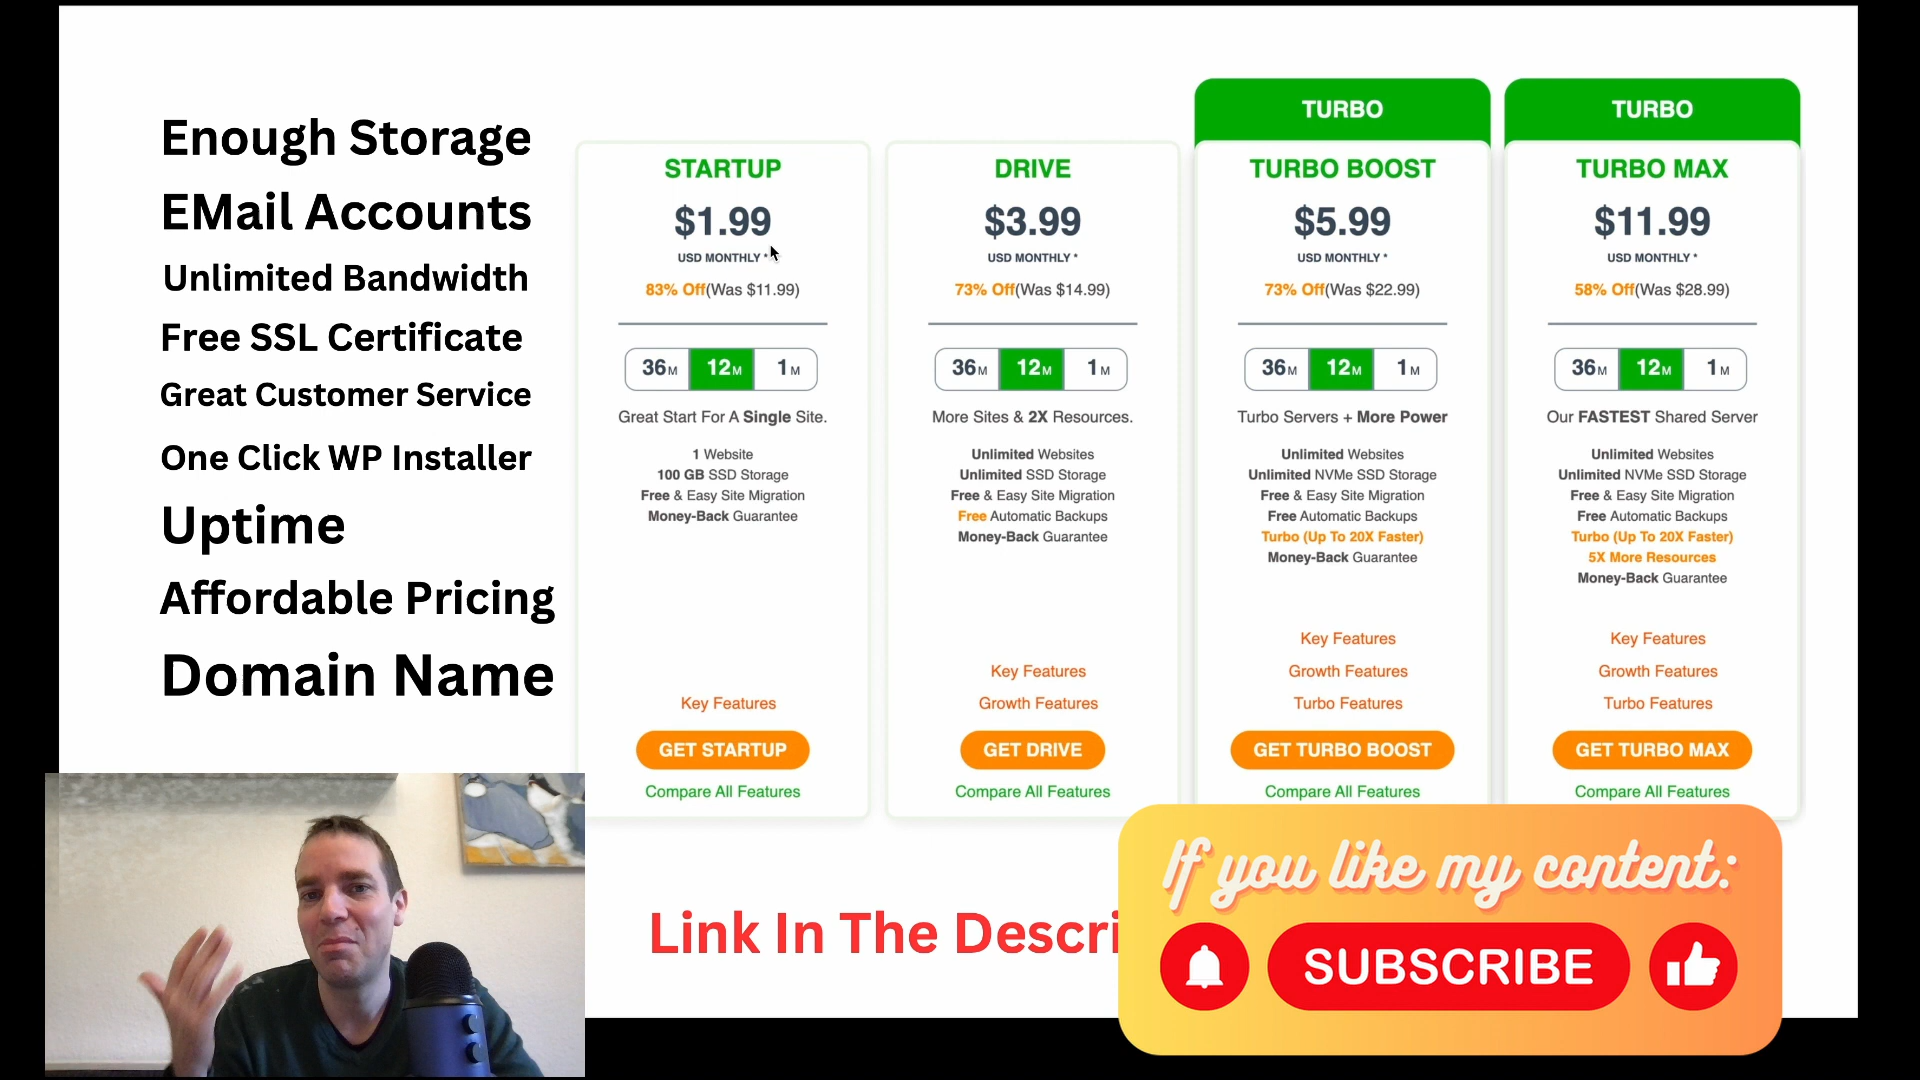 Enough Storage
EMail Accounts
Unlimited Bandwidth
Free SSL Certificate
Great Customer Service
One Click WP Installer
Uptime
Affordable Pricing
Domain Name
STARTUP
$1.99
USD MONTHLY *
83% Off(Was $11.99)
36M 12M 1M
Great Start For A Single Site.
1 Website
100 GB SSD Storage
Free & Easy Site Migration
Money-Back Guarantee
Key Features
GET STARTUP
Compare All Features
DRIVE
$3.99
USD MONTHLY *
73% Off(Was $14.99)
36M 12M 1M
More Sites & 2X Resources.
Unlimited Websites
Unlimited SSD Storage
Free & Easy Site Migration
Free Automatic Backups
Money-Back Guarantee
Key Features
Growth Features
GET DRIVE
Compare All Features
TURBO
TURBO BOOST
$5.99
USD MONTHLY *
73% Off(Was $22.99)
36M 12M 1M
Turbo Servers + More Power
Unlimited Websites
Unlimited NVMe SSD Storage
Free & Easy Site Migration
Free Automatic Backups
Turbo (Up To 20X Faster)
Money-Back Guarantee
Key Features
Growth Features
Turbo Features
GET TURBO BOOST
Compare All Features
TURBO
TURBO MAX
$11.99
USD MONTHLY *
58% Off(Was $28.99)
36M 12M 1M
Our FASTEST Shared Server
Unlimited Websites
Unlimited NVMe SSD Storage
Free & Easy Site Migration
Free Automatic Backups
Turbo (Up To 20X Faster)
5X More Resources
Money-Back Guarantee
Key Features
Growth Features
Turbo Features
GET TURBO MAX
Compare All Features
Link In The Descri
If you like my content:
SUBSCRIBE